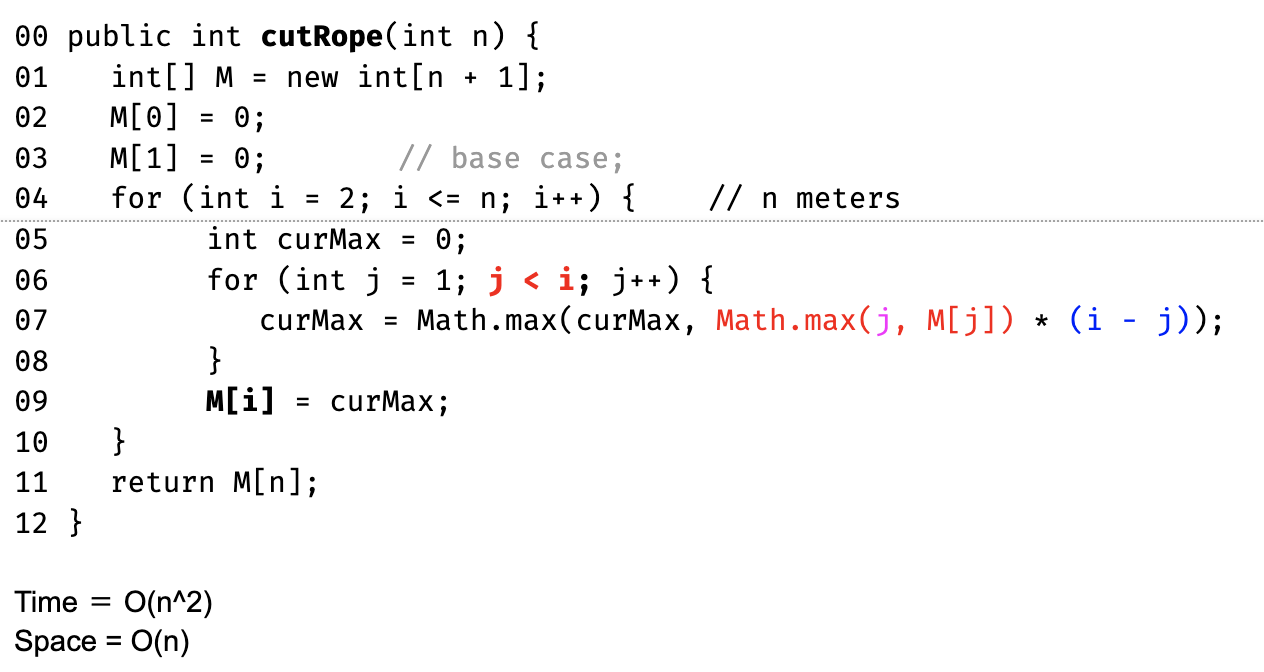 00 public int cutRope(int n) {
01 int[] M = new int[n + 1];
02 M[0] = 0;
03 M[1] = 0; // base case;
04 for (int i = 2; i <= n; i++) { // n meters
05 int curMax = 0;
06 for (int j = 1; j < i; j++) {
07 curMax = Math.max(curMax, Math.max(j, M[j]) * (i - j));
08 }
09 M[i] = curMax;
10 }
11 return M[n];
12 }
Time = O(n^2)
Space = O(n)